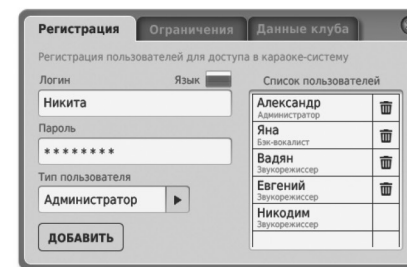 Регистрация Ограничения Данные клуба
Регистрация пользователей для доступа в караоке-систему
Логин Язык
Никита
Пароль
********
Тип пользователя
Администратор
ДОБАВИТЬ
Список пользователей
Александр
Администратор
Яна
Бэк-вокалист
Вадян
Звукорежиссер
Евгений
Звукорежиссер
Никодим
Звукорежиссер